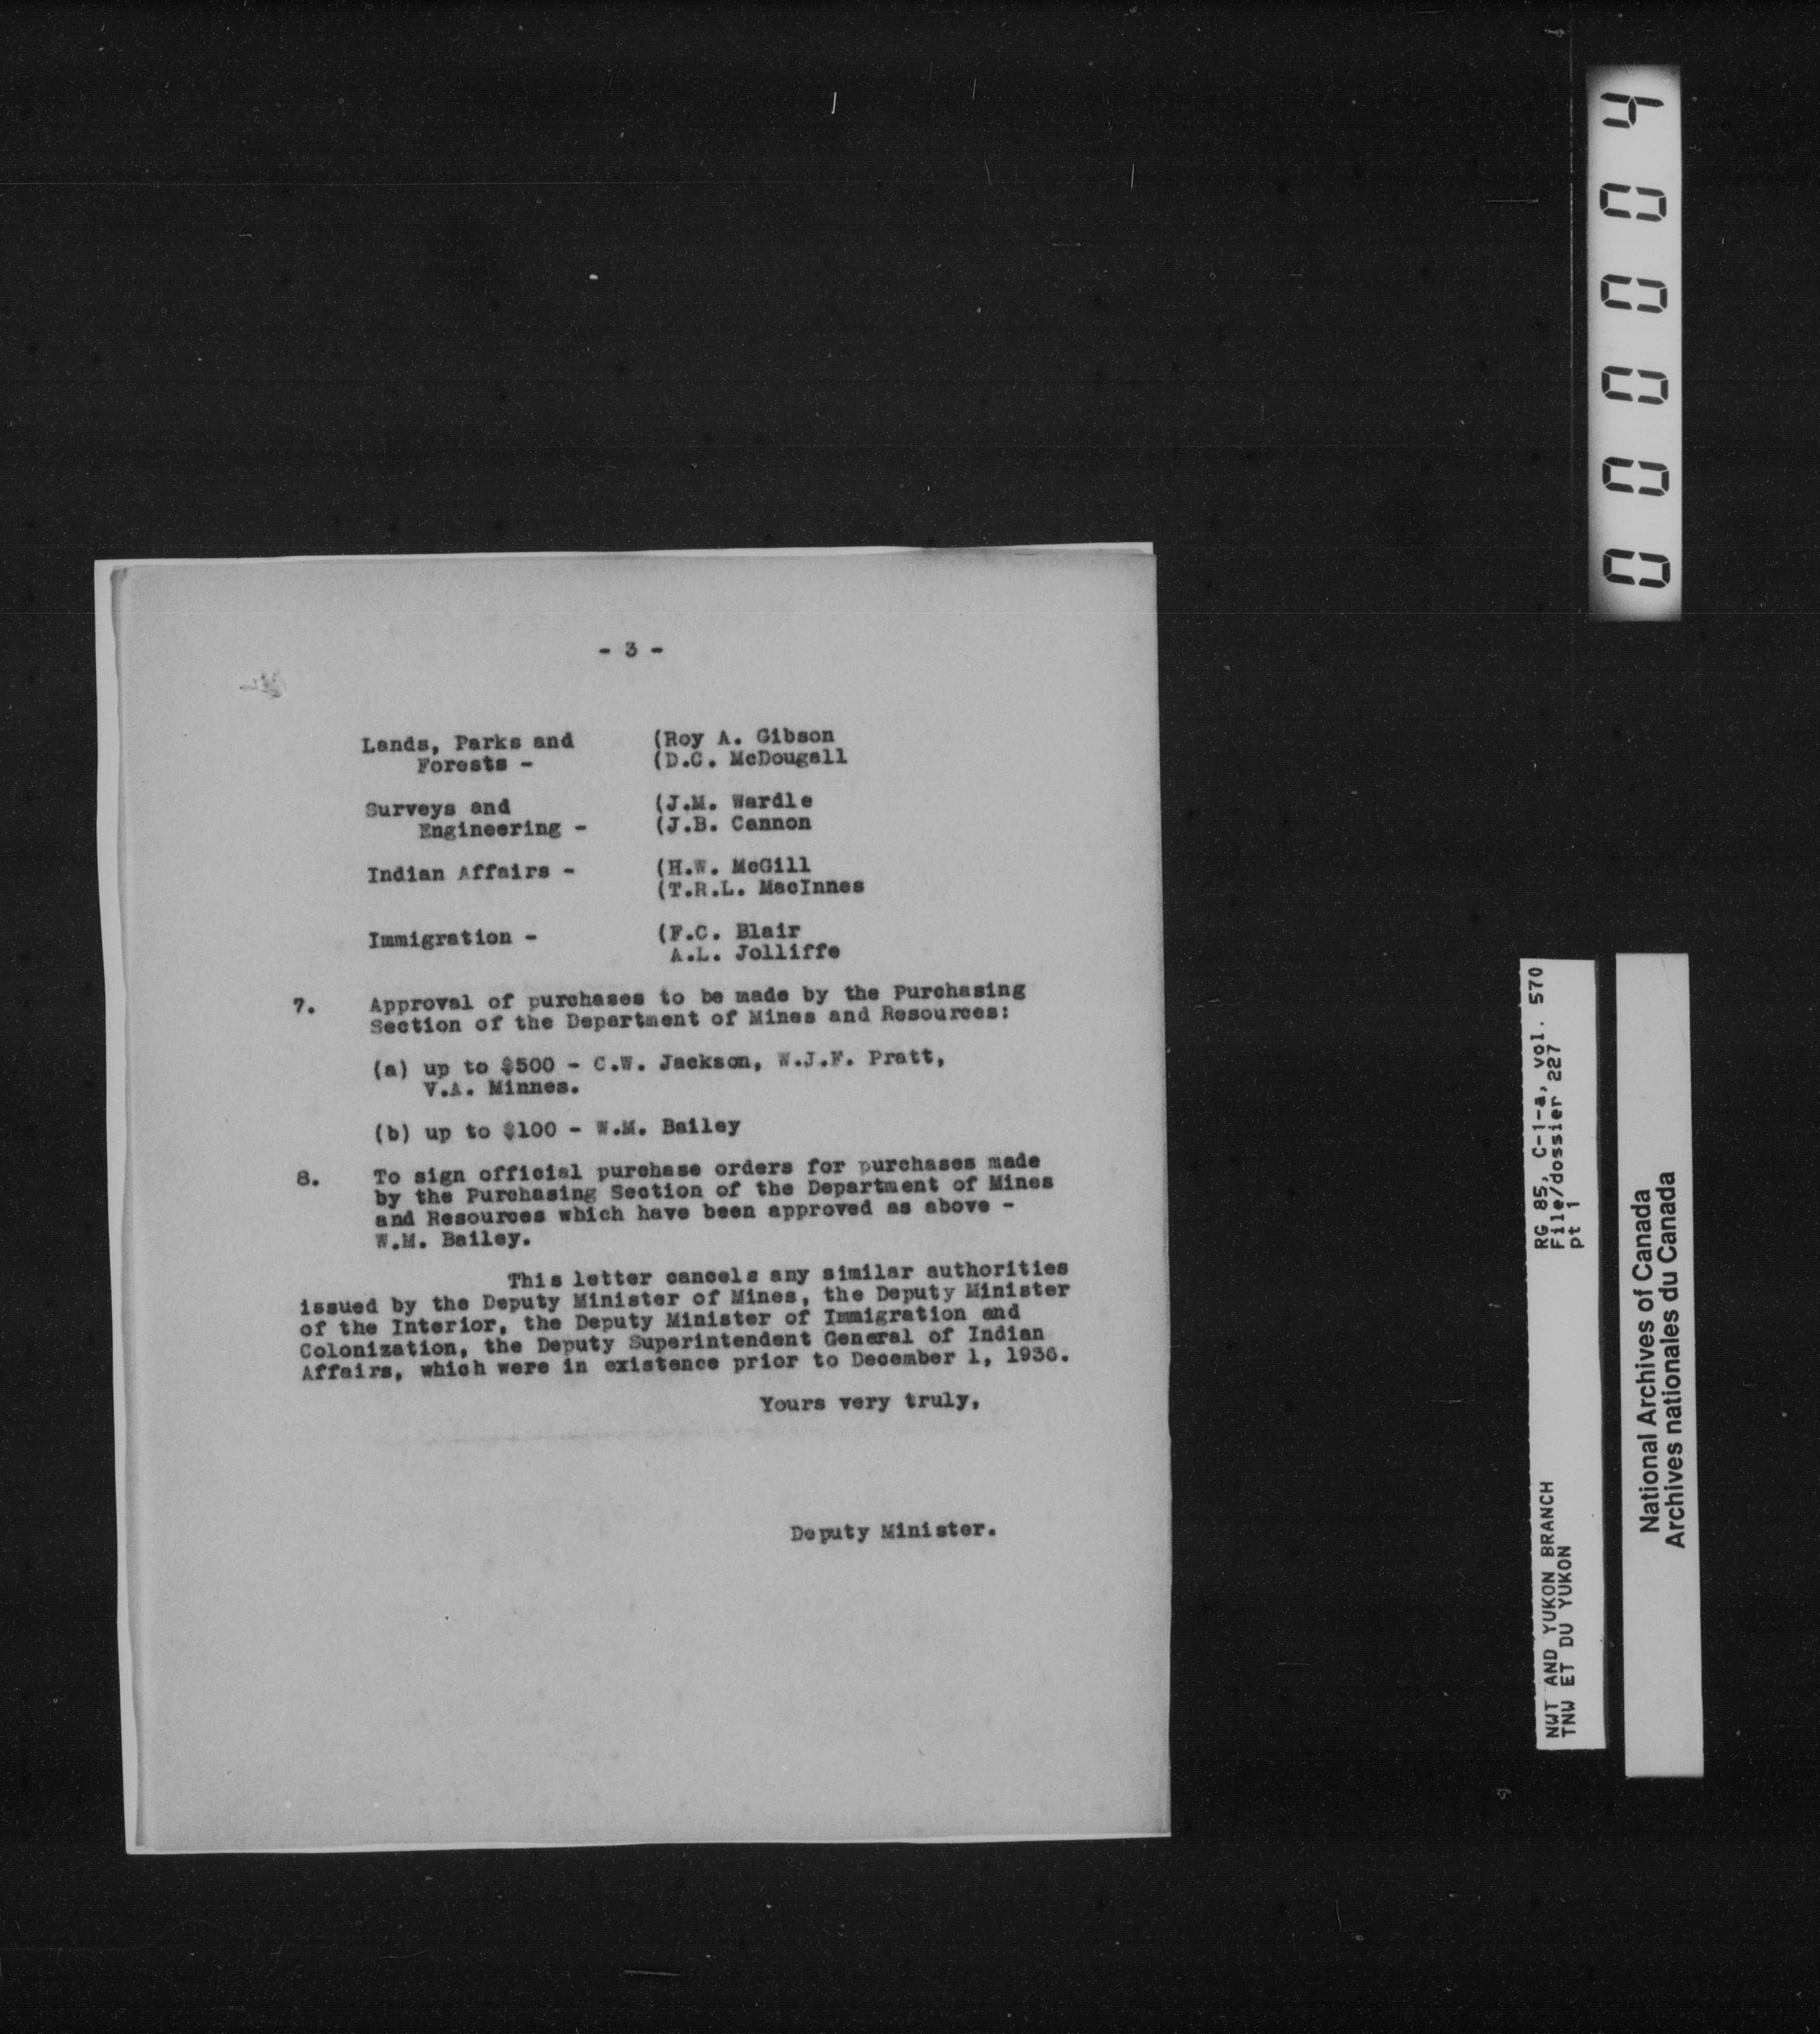 - 3 -
Lands, Parks and (Roy A. Gibson
Forests - (D.C. McDougall
Surveys and (J.M. Wardle
Engineering - (J.B. Cannon
Indian Affairs - (H.W. McGill
(T.R.L. MacInnes
Immigration - (F.C. Blair
A.L. Jolliffe
7. Approval of purchases to be made by the Purchasing
Section of the Department of Mines and Resources:
(a) up to $500 - C.W. Jackson, W.J.F. Pratt,
V.A. Minnes.
(b) up to $100 - W.M. Bailey
8. To sign official purchase orders for purchases made
by the Purchasing Section of the Department of Mines
and Resources which have been approved as above -
W.M. Bailey.
This letter cancels any similar authorities
issued by the Deputy Minister of Mines, the Deputy Minister
of the Interior, the Deputy Minister of Immigration and
Colonization, the Deputy Superintendent General of Indian
Affairs, which were in existence prior to December 1, 1936.
Yours very truly,
Deputy Minister.
000004
NWT AND YUKON BRANCH RG 85, C-1-a, vol. 570
TNW ET DU YUKON File/dossier 227
pt 1
National Archives of Canada
Archives nationales du Canada